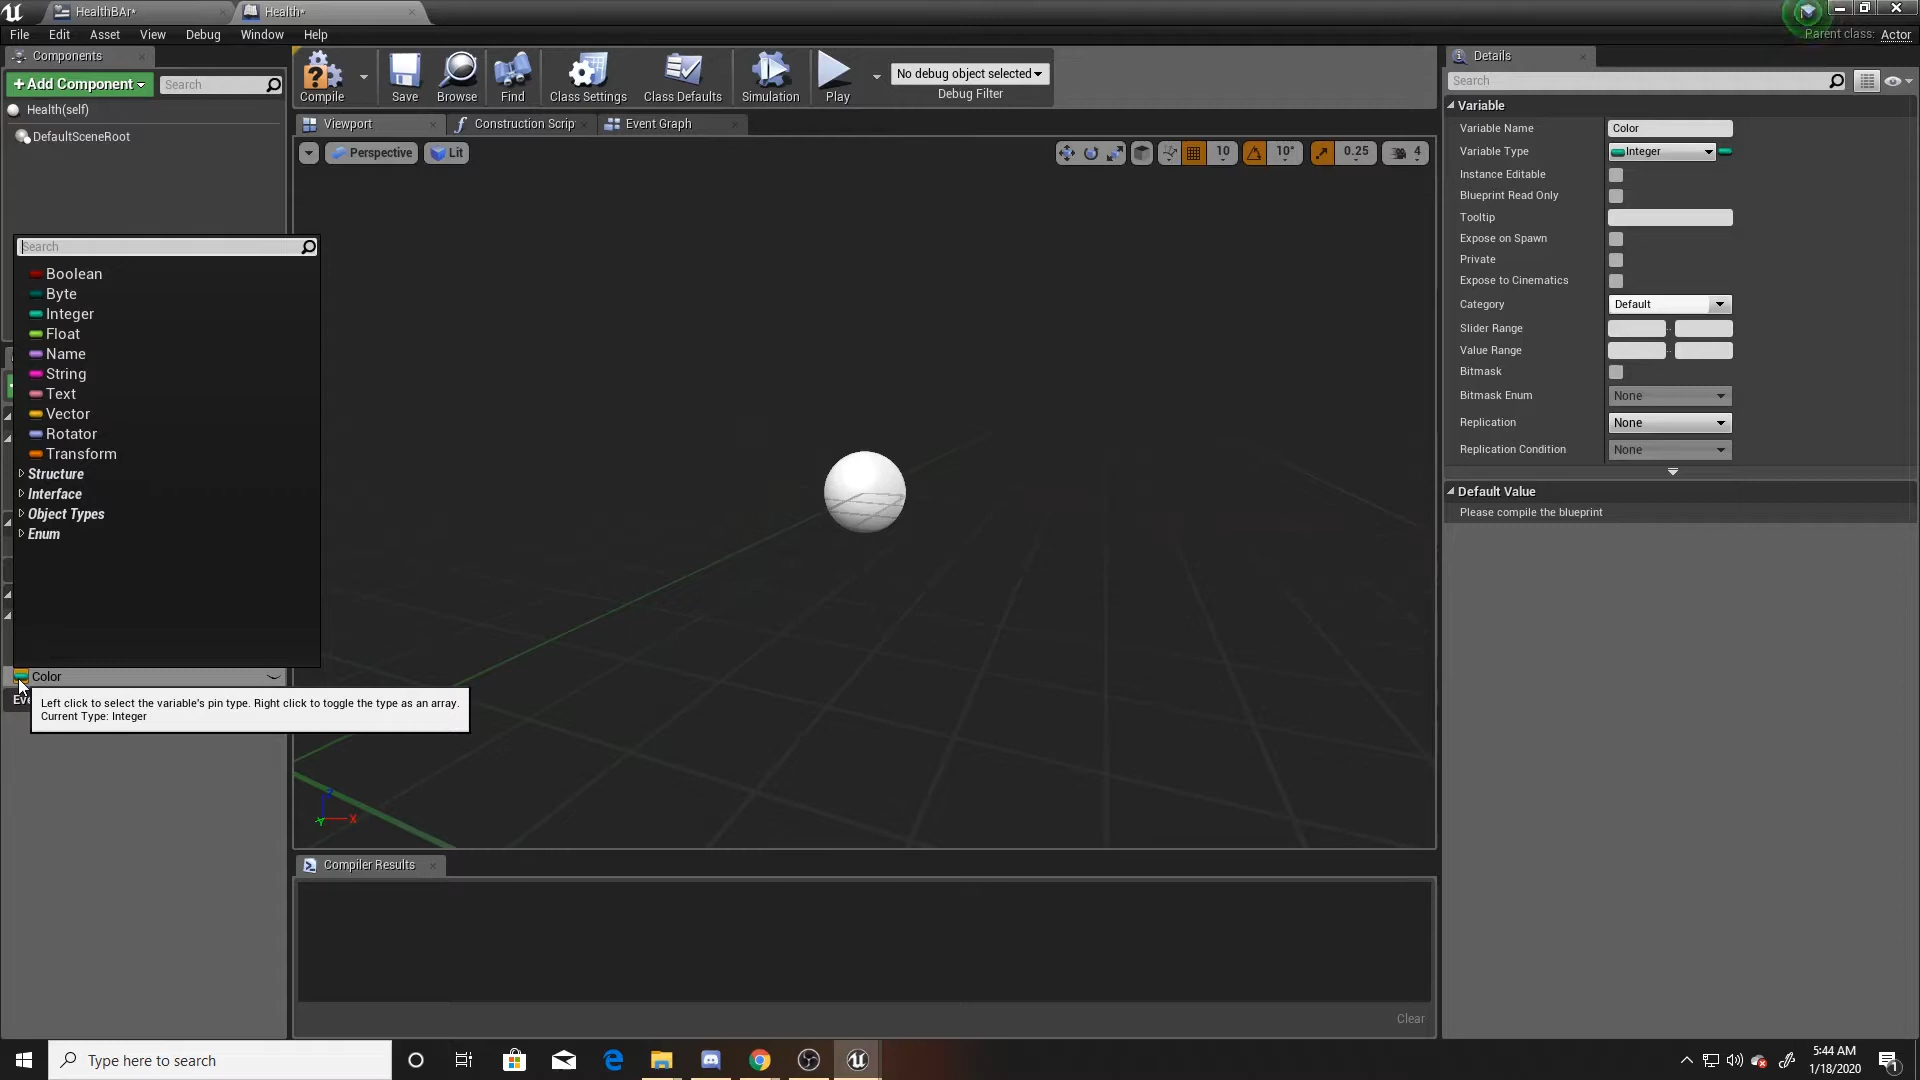 HealthBAr*
Health*
File Edit Asset View Debug Window Help
Parent class: Actor
Components
+Add Component
Search
Health(self)
DefaultSceneRoot
Compile
Save
Browse
Find
Class Settings
Class Defaults
Simulation
Play
No debug object selected
Debug Filter
Viewport
Construction Scrip
Event Graph
Perspective
Lit
10
10°
0.25
4
Search
Boolean
Byte
Integer
Float
Name
String
Text
Vector
Rotator
Transform
Structure
Interface
Object Types
Enum
Color
Eve
Left click to select the variable's pin type. Right click to toggle the type as an array.
Current Type: Integer
Z
X
Y
Compiler Results
Clear
Details
Search
Variable
Variable Name Color
Variable Type Integer
Instance Editable
Blueprint Read Only
Tooltip
Expose on Spawn
Private
Expose to Cinematics
Category Default
Slider Range
Value Range
Bitmask
Bitmask Enum None
Replication None
Replication Condition None
Default Value
Please compile the blueprint
Type here to search
5:44 AM
1/18/2020
1